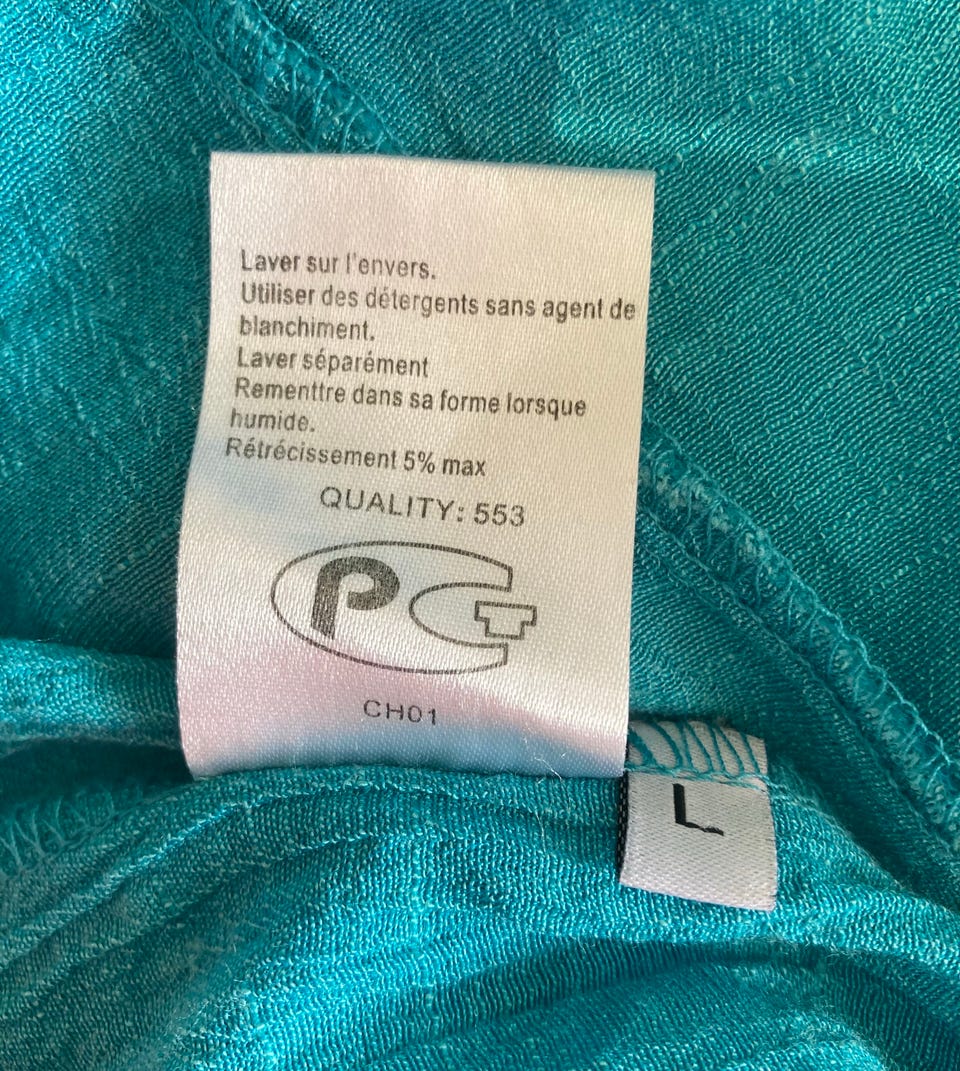 Laver sur l'envers.
Utiliser des détergents sans agent de
blanchiment.
Laver séparément
Rementtre dans sa forme lorsque
humide.
Rétrécissement 5% max
QUALITY: 553
PCT
CH01
L